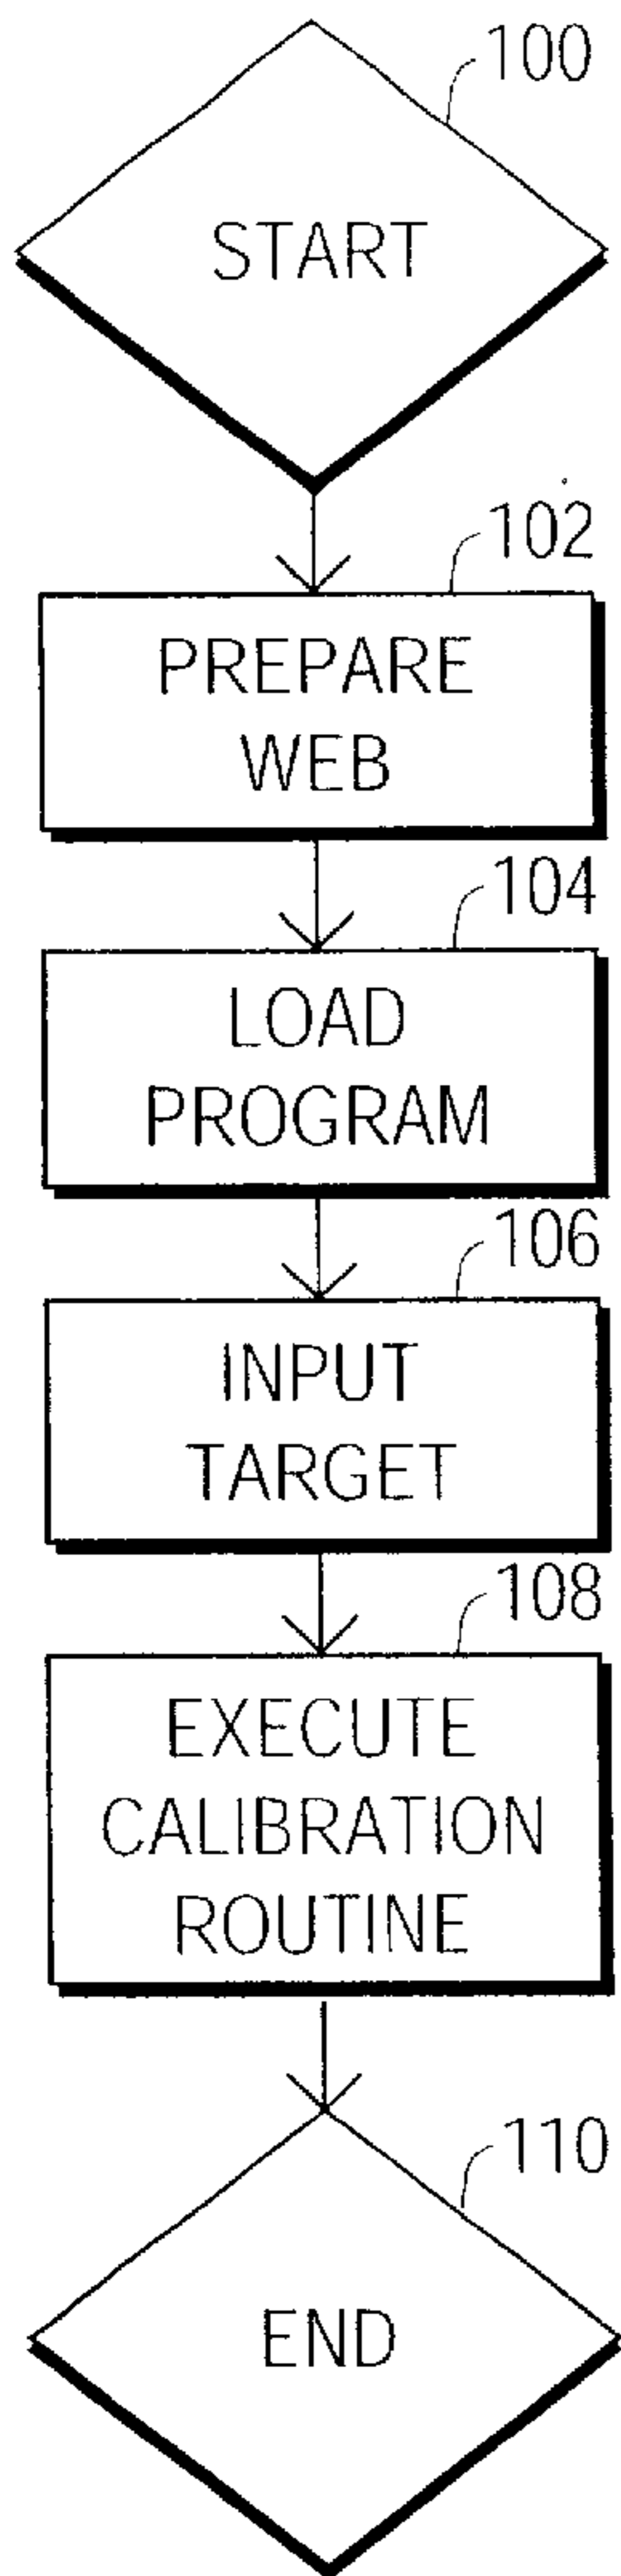 100
START
102
PREPARE
WEB
104
LOAD
PROGRAM
106
INPUT
TARGET
108
EXECUTE
CALIBRATION
ROUTINE
110
END